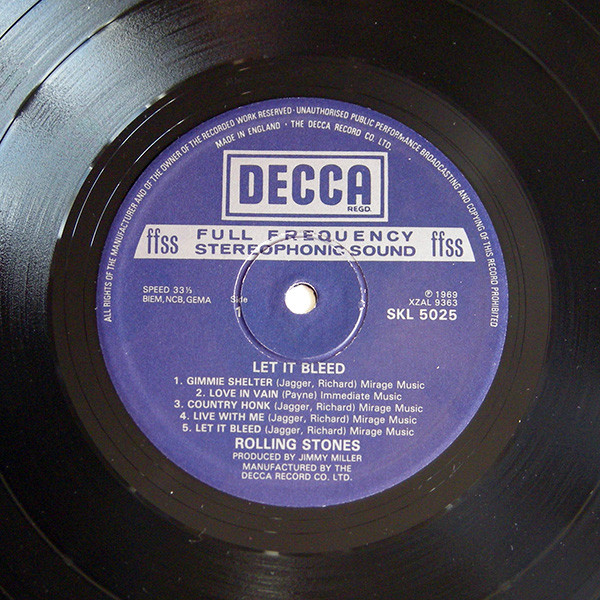 ALL RIGHTS OF THE MANUFACTURER AND OF THE OWNER OF THE RECORDED WORK RESERVED · UNAUTHORISED PUBLIC PERFORMANCE BROADCASTING AND COPYING OF THIS RECORD PROHIBITED
MADE IN ENGLAND · THE DECCA RECORD CO. LTD.
DECCA
REGD.
ffss FULL FREQUENCY ffss
STEREOPHONIC SOUND
SPEED 33⅓ ℗ 1969
BIEM, NCB, GEMA Side XZAL 9363
SKL 5025
LET IT BLEED
1. GIMMIE SHELTER (Jagger, Richard) Mirage Music
2. LOVE IN VAIN (Payne) Immediate Music
3. COUNTRY HONK (Jagger, Richard) Mirage Music
4. LIVE WITH ME (Jagger, Richard) Mirage Music
5. LET IT BLEED (Jagger, Richard) Mirage Music
ROLLING STONES
PRODUCED BY JIMMY MILLER
MANUFACTURED BY THE
DECCA RECORD CO. LTD.